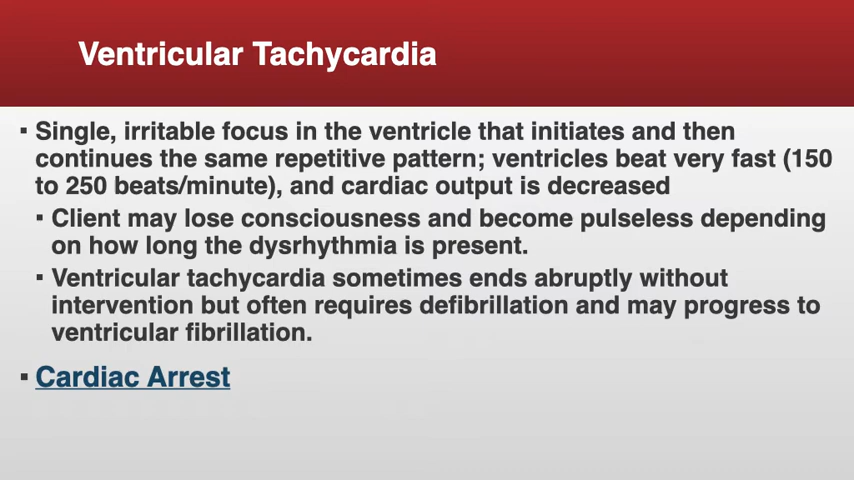 Ventricular Tachycardia
▪ Single, irritable focus in the ventricle that initiates and then
continues the same repetitive pattern; ventricles beat very fast (150
to 250 beats/minute), and cardiac output is decreased
▪ Client may lose consciousness and become pulseless depending
on how long the dysrhythmia is present.
▪ Ventricular tachycardia sometimes ends abruptly without
intervention but often requires defibrillation and may progress to
ventricular fibrillation.
▪ Cardiac Arrest